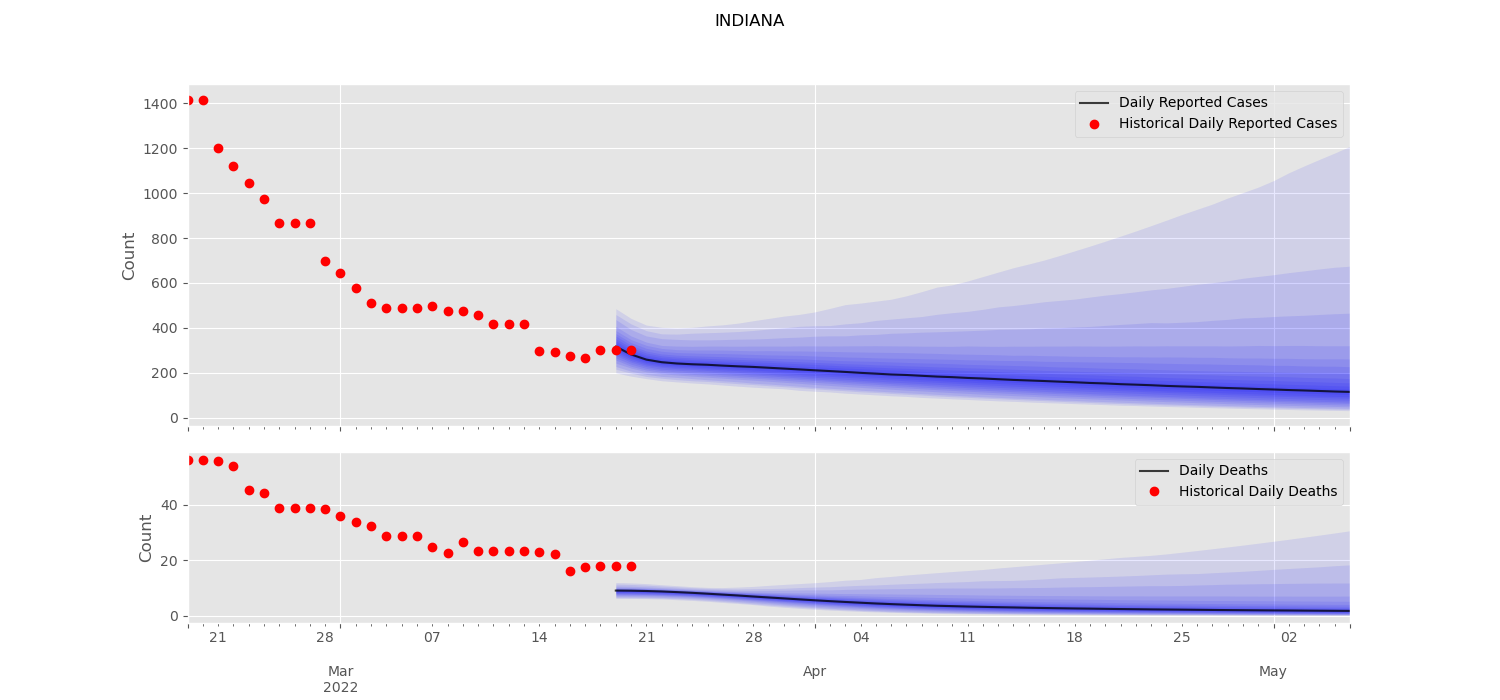 INDIANA
Count
1400
1200
1000
800
600
400
200
0
Daily Reported Cases
Historical Daily Reported Cases
Count
40
20
0
Daily Deaths
Historical Daily Deaths
21 28 07 14 21 28 04 11 18 25 02
Mar Apr May
2022